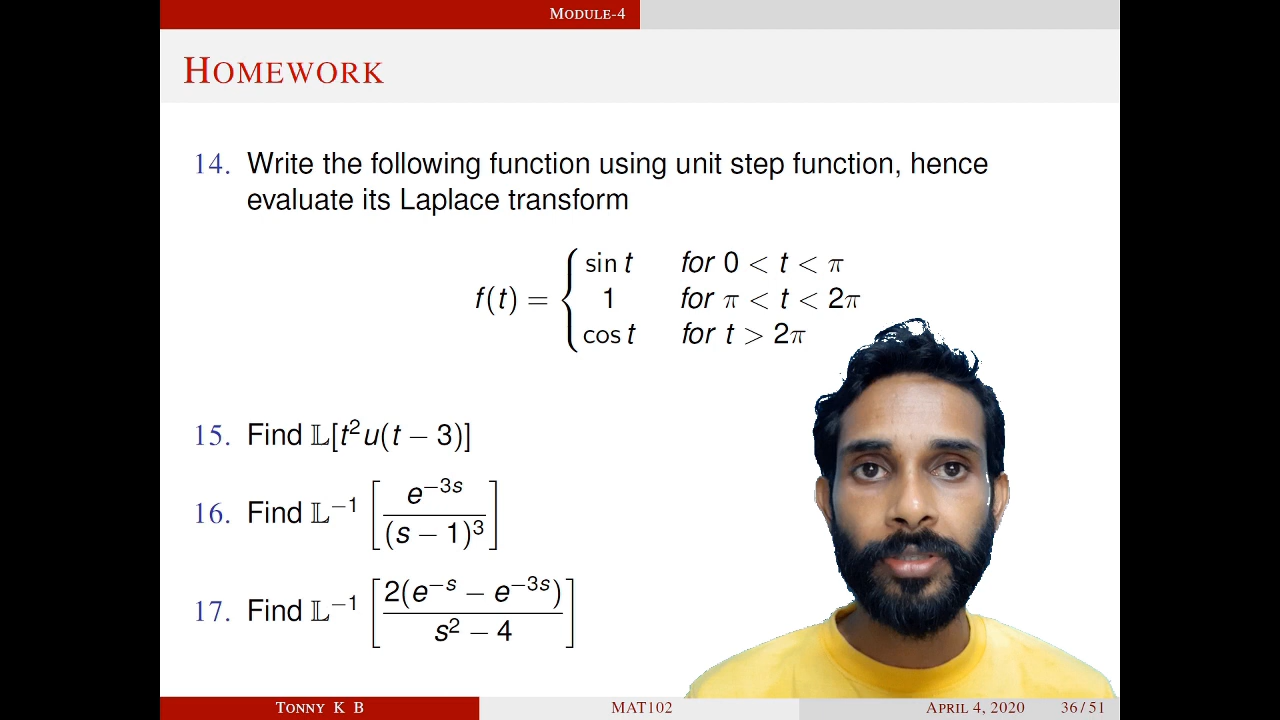 MODULE-4
HOMEWORK
14. Write the following function using unit step function, hence
evaluate its Laplace transform
f(t) = { sin t for 0 < t < π
1 for π < t < 2π
cos t for t > 2π
15. Find 𝕃[t²u(t − 3)]
16. Find 𝕃⁻¹ [ e⁻³ˢ / (s − 1)³ ]
17. Find 𝕃⁻¹ [ 2(e⁻ˢ − e⁻³ˢ) / s² − 4 ]
TONNY K B MAT102 APRIL 4, 2020 36 / 51